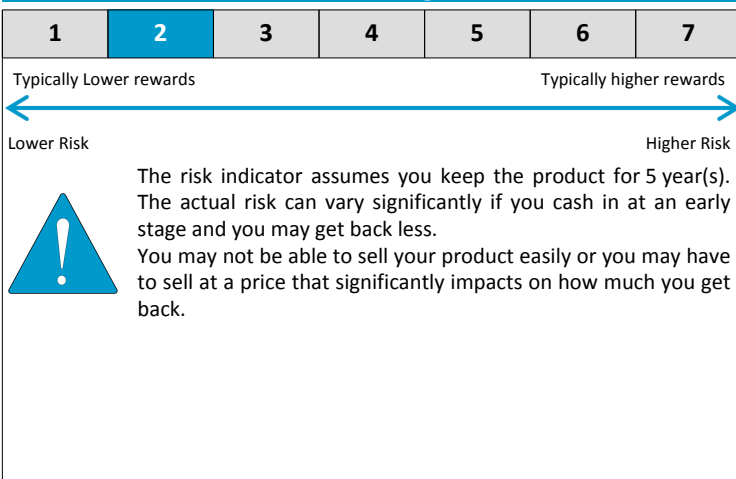 1 2 3 4 5 6 7
Typically Lower rewards Typically higher rewards
Lower Risk Higher Risk
The risk indicator assumes you keep the product for 5 year(s).
The actual risk can vary significantly if you cash in at an early
stage and you may get back less.
You may not be able to sell your product easily or you may have
to sell at a price that significantly impacts on how much you get
back.